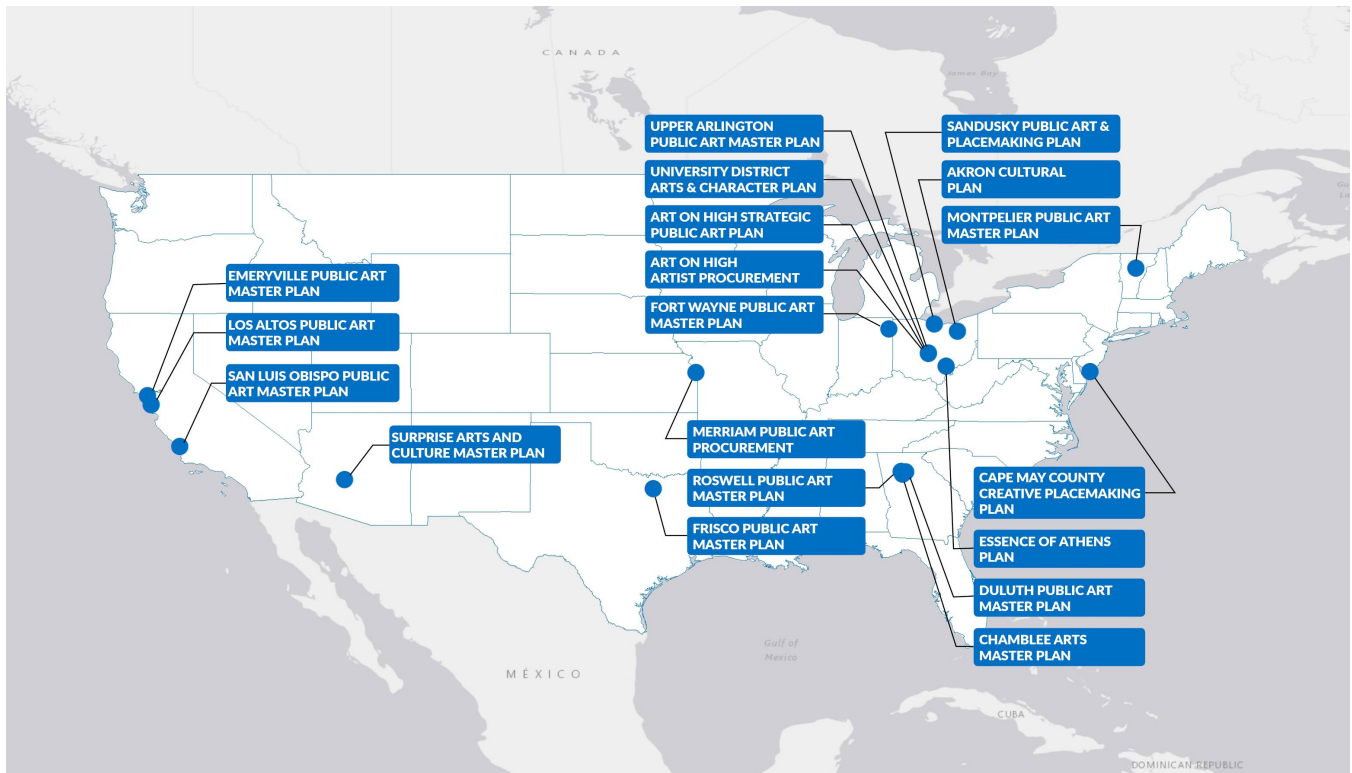 CANADA
James Bay
UPPER ARLINGTON
PUBLIC ART MASTER PLAN
UNIVERSITY DISTRICT
ARTS & CHARACTER PLAN
ART ON HIGH STRATEGIC
PUBLIC ART PLAN
ART ON HIGH
ARTIST PROCUREMENT
FORT WAYNE PUBLIC ART
MASTER PLAN
SANDUSKY PUBLIC ART &
PLACEMAKING PLAN
AKRON CULTURAL
PLAN
MONTPELIER PUBLIC ART
MASTER PLAN
EMERYVILLE PUBLIC ART
MASTER PLAN
LOS ALTOS PUBLIC ART
MASTER PLAN
SAN LUIS OBISPO PUBLIC
ART MASTER PLAN
SURPRISE ARTS AND
CULTURE MASTER PLAN
MERRIAM PUBLIC ART
PROCUREMENT
ROSWELL PUBLIC ART
MASTER PLAN
FRISCO PUBLIC ART
MASTER PLAN
CAPE MAY COUNTY
CREATIVE PLACEMAKING
PLAN
ESSENCE OF ATHENS
PLAN
DULUTH PUBLIC ART
MASTER PLAN
CHAMBLEE ARTS
MASTER PLAN
Gulf of
Mexico
MÉXICO
CUBA
DOMINICAN REPUBLIC